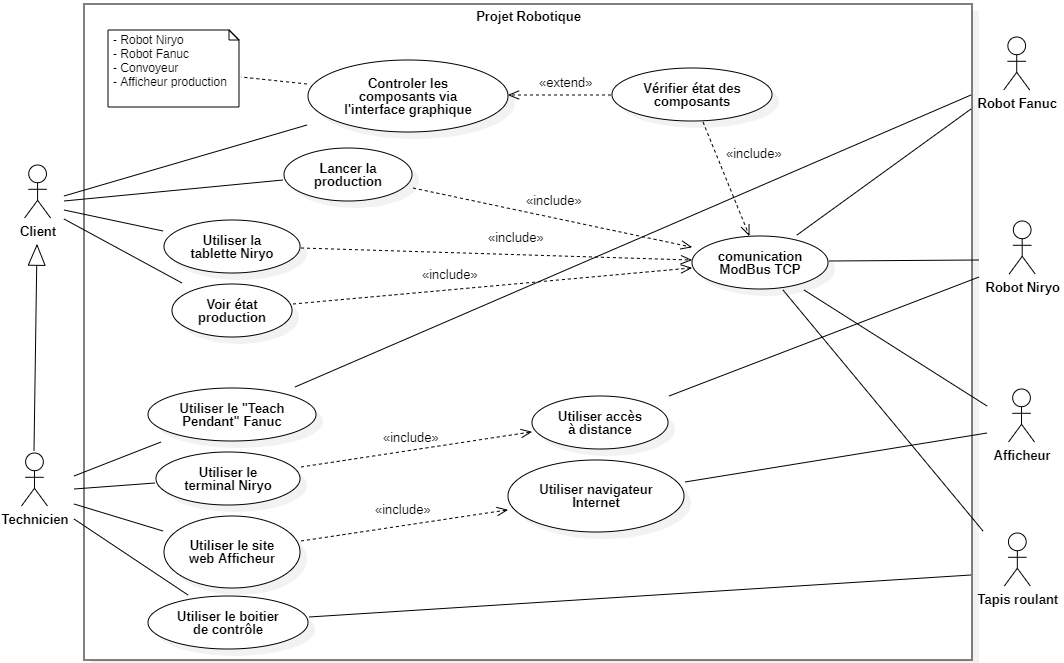 Projet Robotique
- Robot Niryo
- Robot Fanuc
- Convoyeur
- Afficheur production
Controler les
composants via
l'interface graphique
«extend»
Vérifier état des
composants
Robot Fanuc
«include»
Lancer la
production
«include»
Client
Utiliser la
tablette Niryo
«include»
comunication
ModBus TCP
«include»
Robot Niryo
Voir état
production
Utiliser le "Teach
Pendant" Fanuc
Utiliser accès
à distance
«include»
Afficheur
Utiliser le
terminal Niryo
Utiliser navigateur
Internet
«include»
Technicien
Utiliser le site
web Afficheur
Tapis roulant
Utiliser le boitier
de contrôle